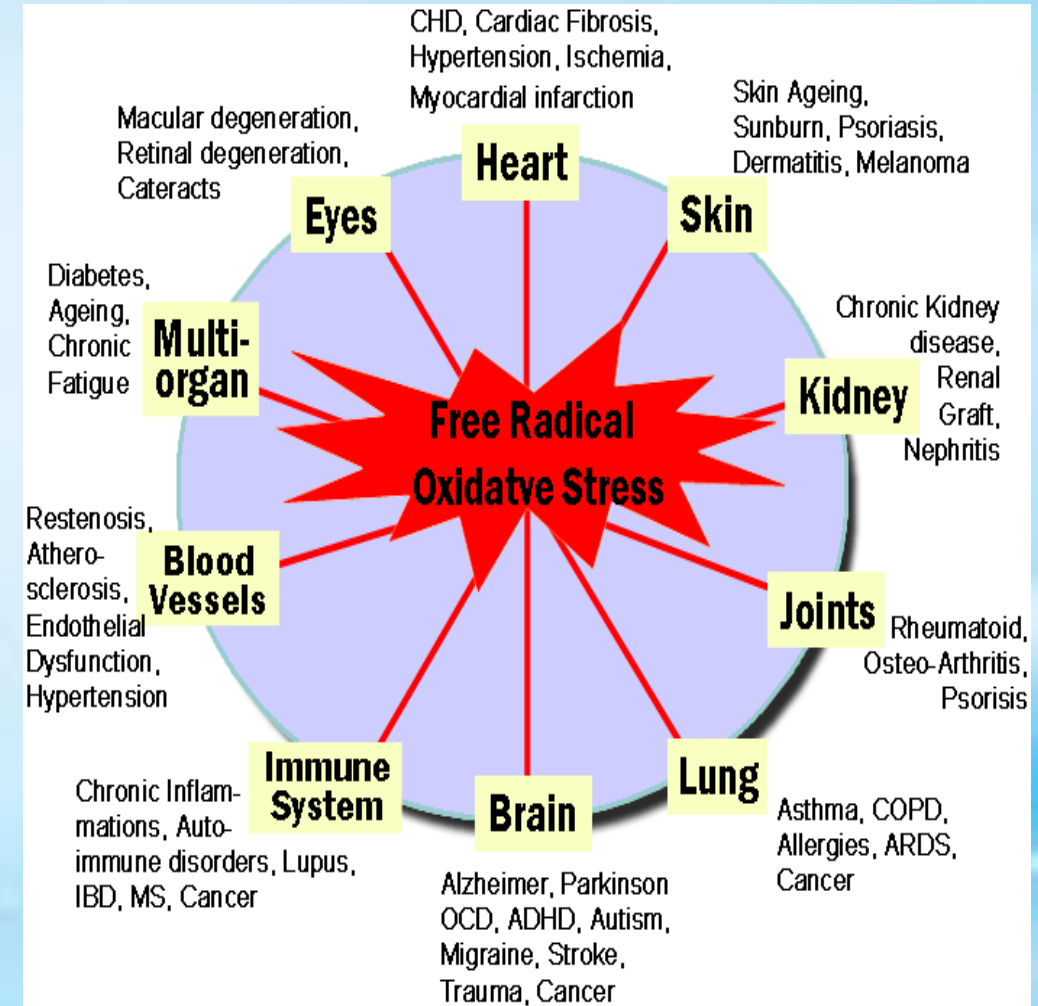 CHD, Cardiac Fibrosis,
Hypertension, Ischemia,
Myocardial infarction
Heart
Skin Ageing,
Sunburn, Psoriasis,
Dermatitis, Melanoma
Skin
Chronic Kidney
disease,
Renal
Graft,
Nephritis
Kidney
Joints
Rheumatoid,
Osteo-Arthritis,
Psorisis
Lung
Asthma, COPD,
Allergies, ARDS,
Cancer
Brain
Alzheimer, Parkinson
OCD, ADHD, Autism,
Migraine, Stroke,
Trauma, Cancer
Immune
System
Chronic Inflam-
mations, Auto-
immune disorders, Lupus,
IBD, MS, Cancer
Blood
Vessels
Restenosis,
Athero-
sclerosis,
Endothelial
Dysfunction,
Hypertension
Multi-
organ
Diabetes,
Ageing,
Chronic
Fatigue
Eyes
Macular degeneration,
Retinal degeneration,
Cateracts
Free Radical
Oxidatve Stress